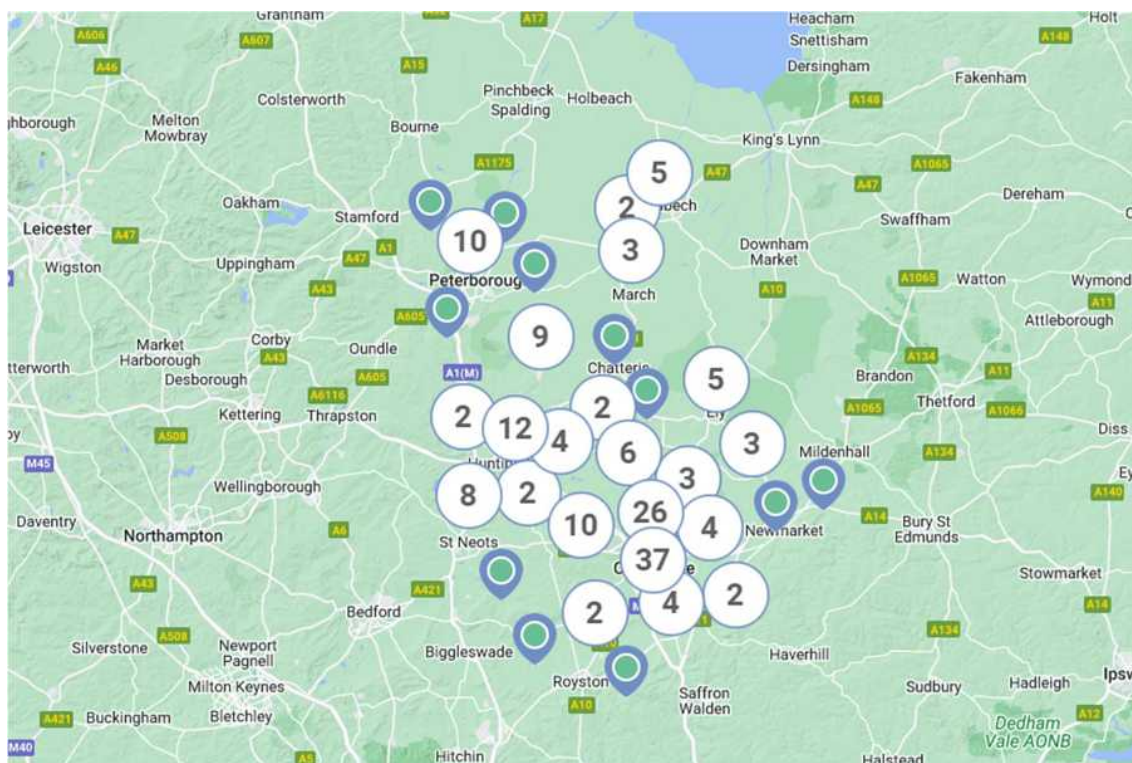 Grantham
A17
Heacham
Snettisham
Dersingham
Holt
A606
A607
A148
A46
A15
Fakenham
Pinchbeck
Spalding
Holbeach
Colsterworth
A148
Melton
Mowbray
Bourne
King's Lynn
A1175
5
A47
A1065
A47
Dereham
Oakham
Stamford
2
Swaffham
Leicester
A47
10
A1
3
Downham
Market
Wigston
Uppingham
A47
Peterboroug
A1065
Watton
A43
March
A10
A11
A605
Attleborough
9
Corby
Oundle
Market
Harborough
A43
Chatteris
A134
Desborough
A605
A1(M)
5
Brandon
A11
Kettering
A6116
Thrapston
2
2
A1065
Thetford
A1066
A508
12
4
3
Diss
6
Mildenhall
M45
Wellingborough
8
2
3
A140
26
Daventry
A6
10
4
Newmarket
A14
Bury St
Edmunds
Northampton
St Neots
37
Stowmarket
A43
A421
2
4
2
A14
Bedford
A134
Silverstone
A508
Newport
Pagnell
Biggleswade
Haverhill
Milton Keynes
Royston
Sudbury
Hadleigh
A421
Buckingham
Bletchley
A10
Saffron
Walden
A12
Dedham
Vale AONB
M40
A5
Hitchin
Halstead